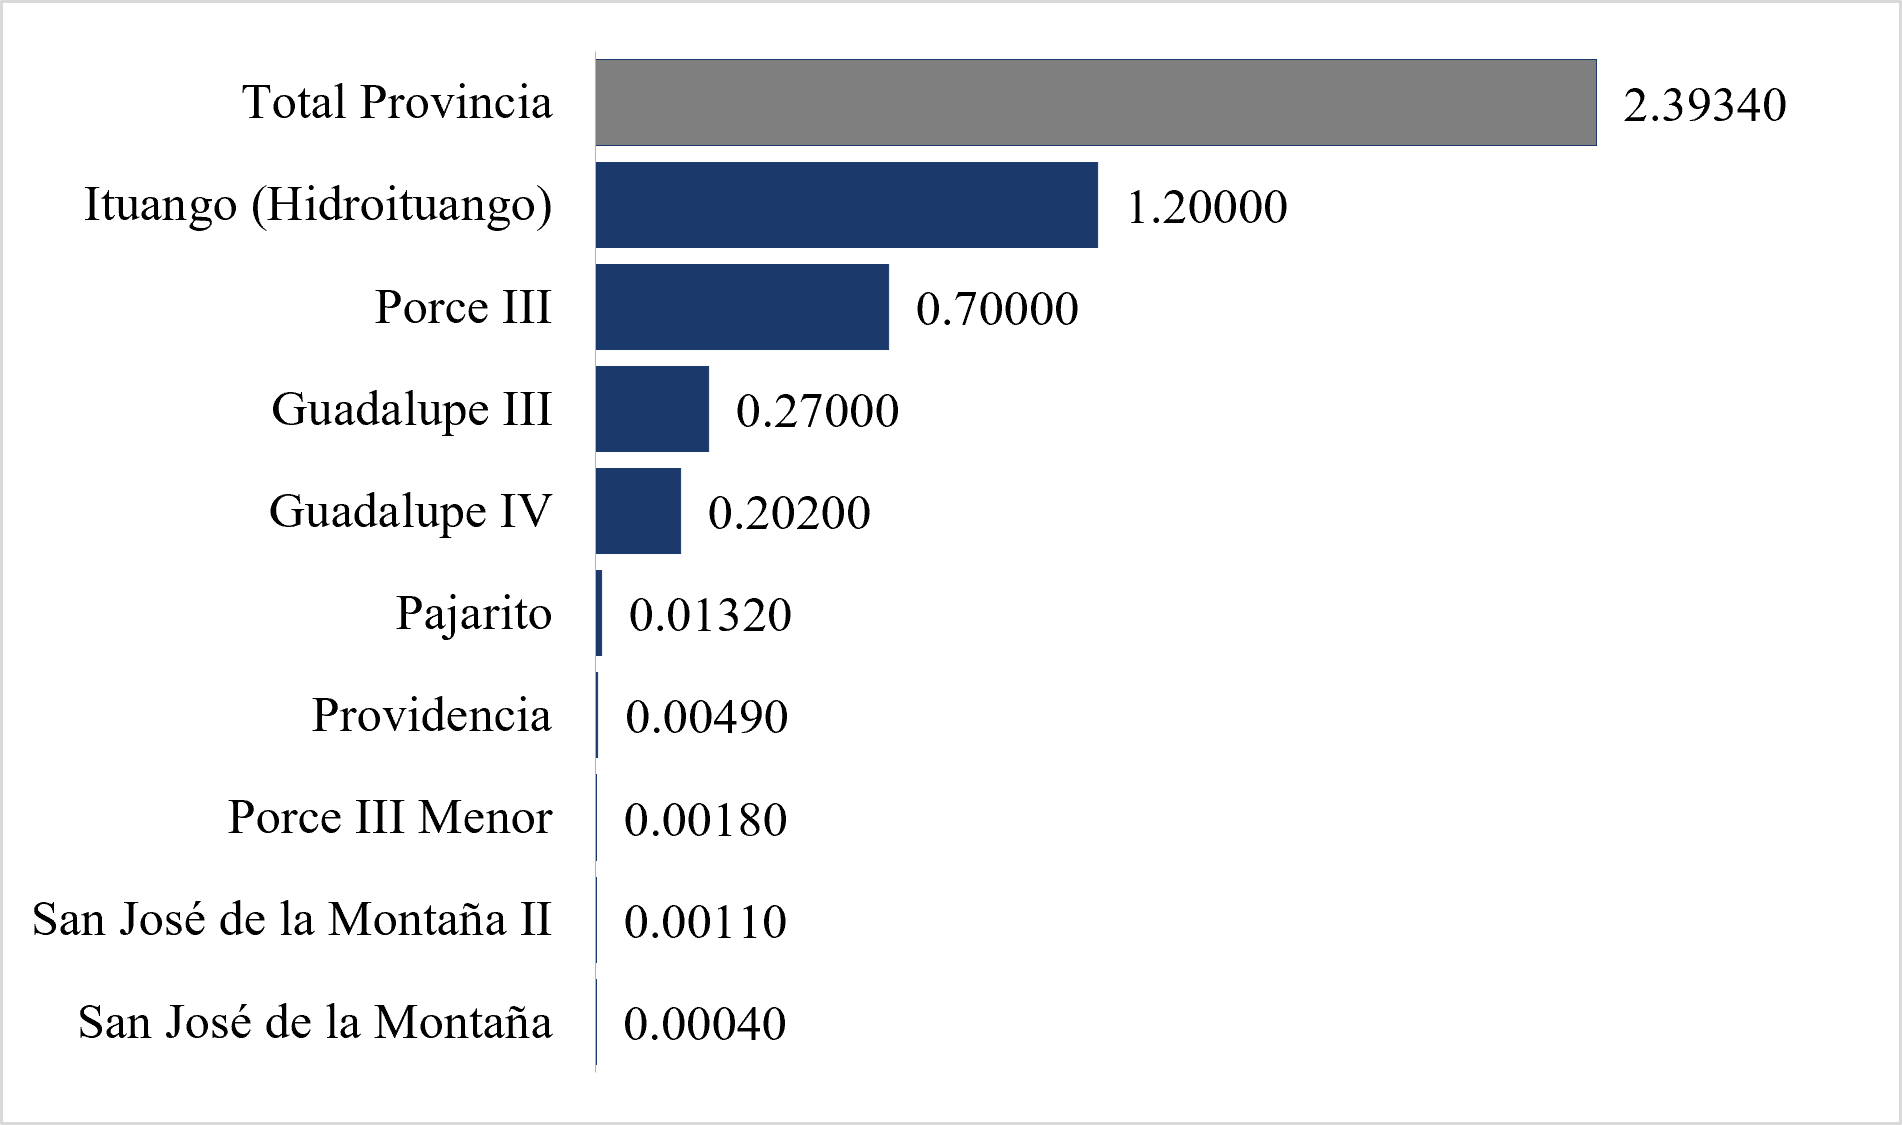 Total Provincia 2.39340
Ituango (Hidroituango) 1.20000
Porce III 0.70000
Guadalupe III 0.27000
Guadalupe IV 0.20200
Pajarito 0.01320
Providencia 0.00490
Porce III Menor 0.00180
San José de la Montaña II 0.00110
San José de la Montaña 0.00040